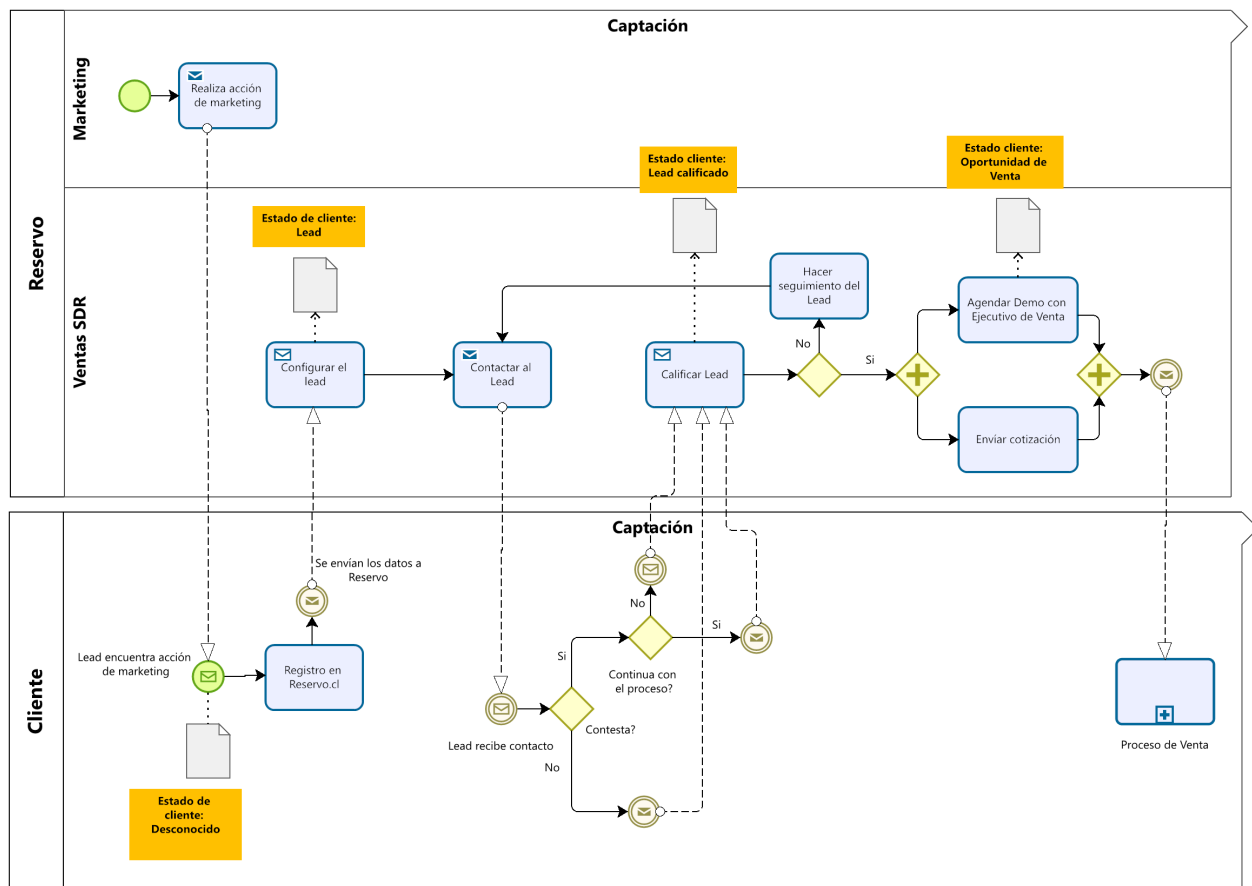 Captación
Reservo
Marketing
Realiza acción
de marketing
Ventas SDR
Estado de cliente:
Lead
Estado cliente:
Lead calificado
Estado cliente:
Oportunidad de
Venta
Configurar el
lead
Contactar al
Lead
Calificar Lead
Hacer
seguimiento del
Lead
No
Si
Agendar Demo con
Ejecutivo de Venta
Enviar cotización
Captación
Cliente
Se envían los datos a
Reservo
Lead encuentra acción
de marketing
Registro en
Reservo.cl
Estado de
cliente:
Desconocido
Lead recibe contacto
Contesta?
Si
No
Continua con
el proceso?
No
Si
Proceso de Venta